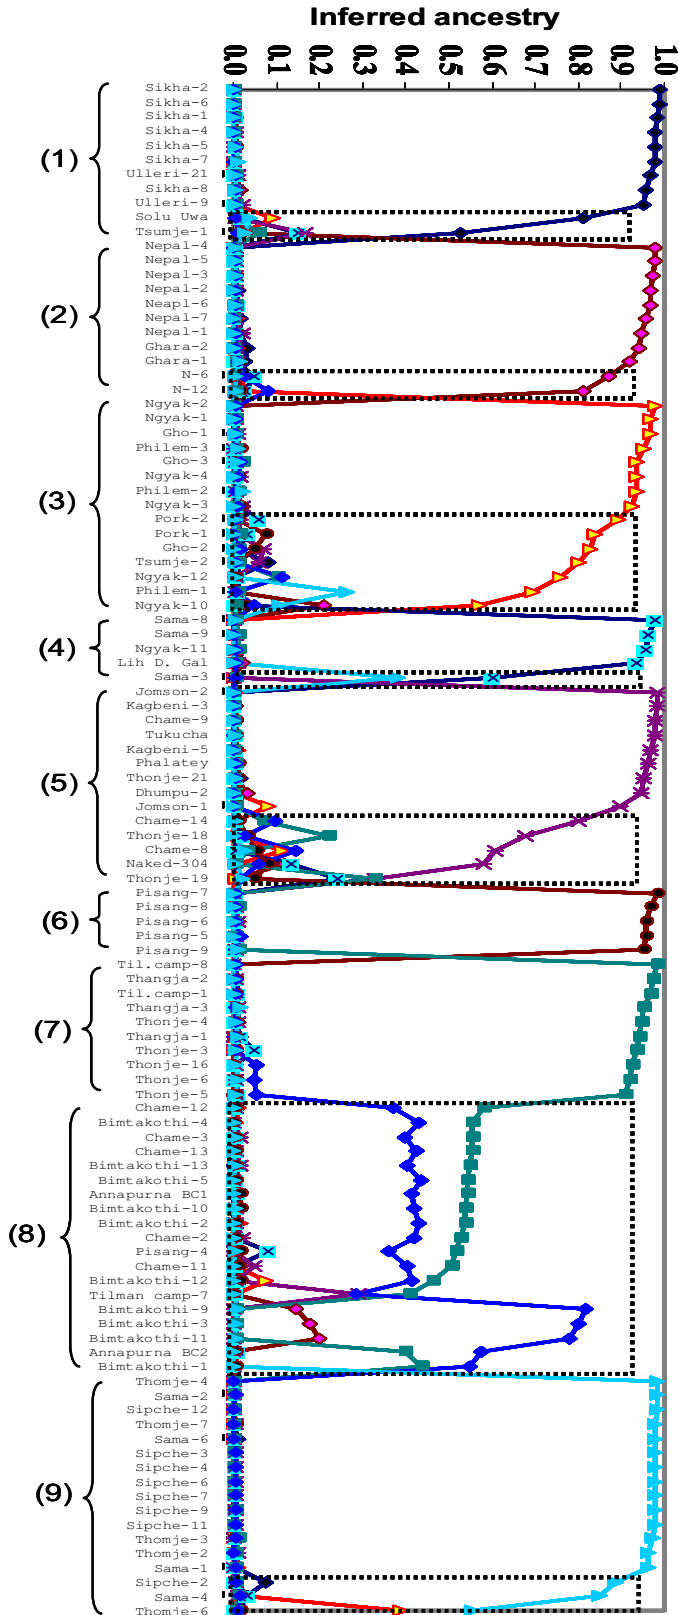 Inferred ancestry
0.0 0.1 0.2 0.3 0.4 0.5 0.6 0.7 0.8 0.9 1.0
(1)
Sikha-2
Sikha-6
Sikha-1
Sikha-4
Sikha-5
Sikha-7
Ulleri-21
Sikha-8
Ulleri-9
Solu Uwa
Tsumje-1
(2)
Nepal-4
Nepal-5
Nepal-3
Nepal-2
Neapl-6
Nepal-7
Nepal-1
Ghara-2
Ghara-1
N-6
N-12
(3)
Ngyak-2
Ngyak-1
Gho-1
Philem-3
Gho-3
Ngyak-4
Philem-2
Ngyak-3
Pork-2
Pork-1
Gho-2
Tsumje-2
Ngyak-12
Philem-1
Ngyak-10
(4)
Sama-8
Sama-9
Ngyak-11
Lih D. Gal
Sama-3
(5)
Jomson-2
Kagbeni-3
Chame-9
Tukucha
Kagbeni-5
Phalatey
Thonje-21
Dhumpu-2
Jomson-1
Chame-14
Thonje-18
Chame-8
Naked-304
Thonje-19
(6)
Pisang-7
Pisang-8
Pisang-6
Pisang-5
Pisang-9
(7)
Til.camp-8
Thangja-2
Til.camp-1
Thangja-3
Thonje-4
Thangja-1
Thonje-3
Thonje-16
Thonje-6
Thonje-5
(8)
Chame-12
Bimtakothi-4
Chame-3
Chame-13
Bimtakothi-13
Bimtakothi-5
Annapurna BC1
Bimtakothi-10
Bimtakothi-2
Chame-2
Pisang-4
Chame-11
Bimtakothi-12
Tilman camp-7
Bimtakothi-9
Bimtakothi-3
Bimtakothi-11
Annapurna BC2
Bimtakothi-1
(9)
Thomje-4
Sama-2
Sipche-12
Thomje-7
Sama-6
Sipche-3
Sipche-4
Sipche-6
Sipche-7
Sipche-9
Sipche-11
Thomje-3
Thomje-2
Sama-1
Sipche-2
Sama-4
Thomje-6